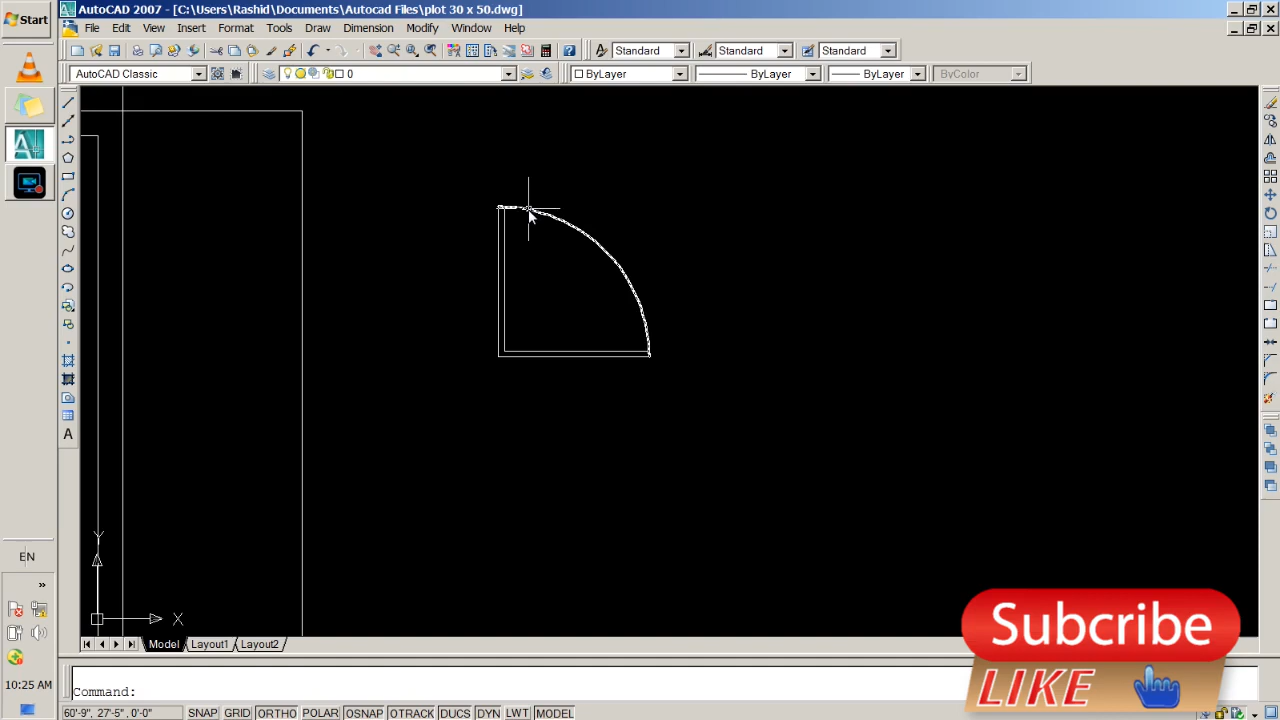 Start
AutoCAD 2007 - [C:\Users\Rashid\Documents\Autocad Files\plot 30 x 50.dwg]
File Edit View Insert Format Tools Draw Dimension Modify Window Help
Standard Standard Standard
AutoCAD Classic 0 ByLayer ByLayer ByLayer ByColor
Y
X
EN
10:25 AM
Model Layout1 Layout2
Command:
60'-9", 27'-5", 0'-0" SNAP GRID ORTHO POLAR OSNAP OTRACK DUCS DYN LWT MODEL
A
Subcribe
LIKE